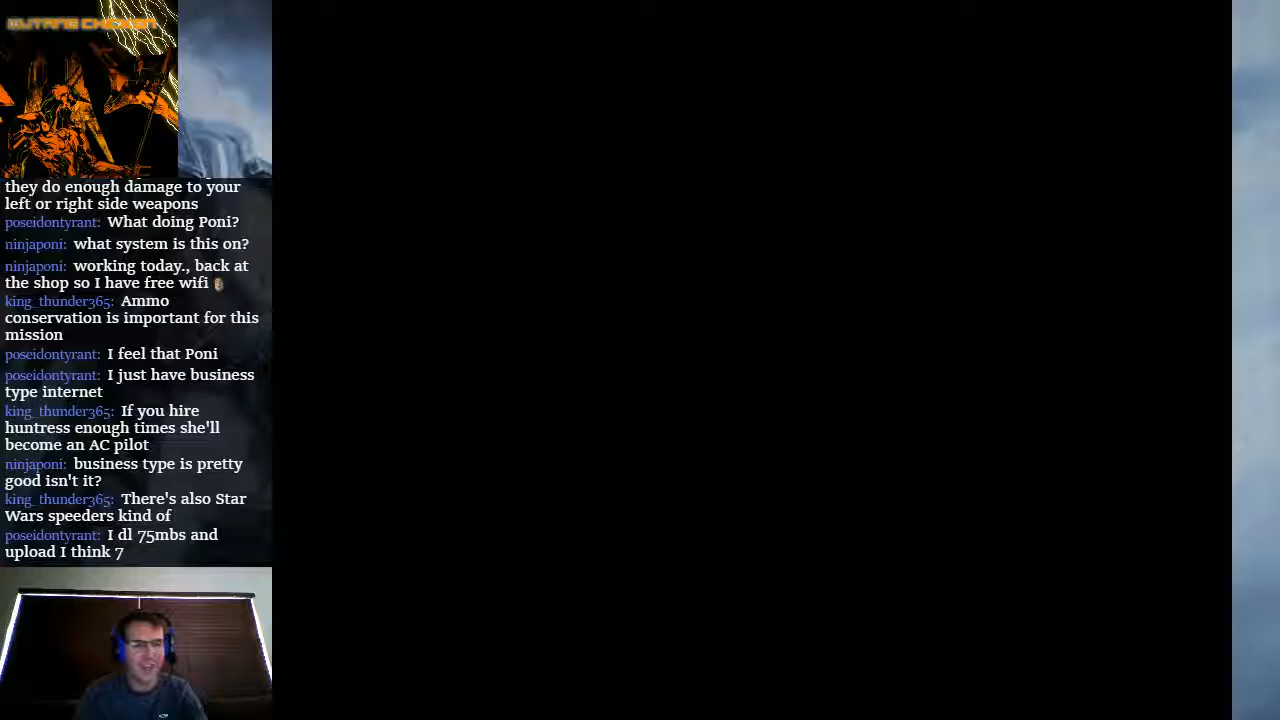 MUTANE CHICKEN
they do enough damage to your
left or right side weapons
poseidontyrant: What doing Poni?
ninjaponi: what system is this on?
ninjaponi: working today., back at
the shop so I have free wifi
king_thunder365: Ammo
conservation is important for this
mission
poseidontyrant: I feel that Poni
poseidontyrant: I just have business
type internet
king_thunder365: If you hire
huntress enough times she'll
become an AC pilot
ninjaponi: business type is pretty
good isn't it?
king_thunder365: There's also Star
Wars speeders kind of
poseidontyrant: I dl 75mbs and
upload I think 7